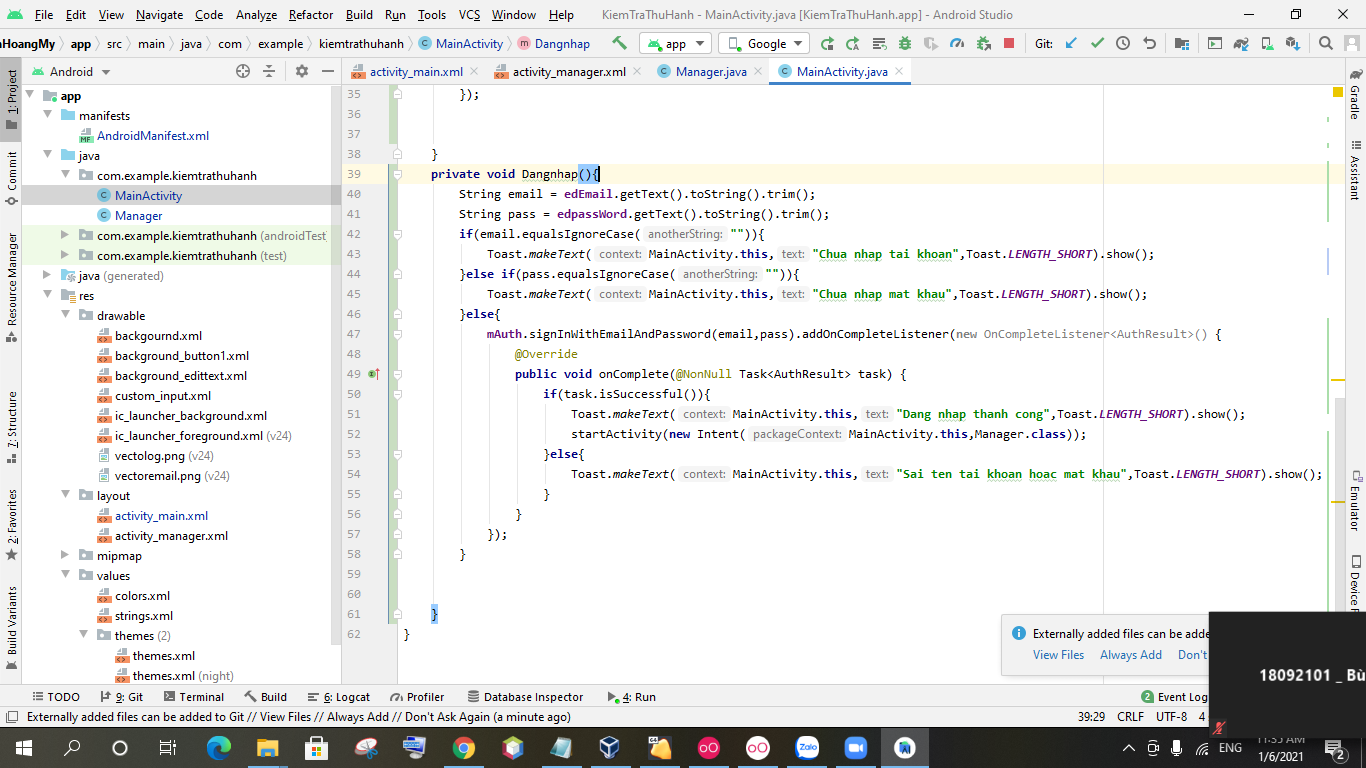 File Edit View Navigate Code Analyze Refactor Build Run Tools VCS Window Help KiemTraThuHanh - MainActivity.java [KiemTraThuHanh.app] - Android Studio
nHoangMy app src main java com example kiemtrathuhanh MainActivity Dangnhap app Google Git:
Android
activity_main.xml activity_manager.xml Manager.java MainActivity.java
1: Project
Commit
Resource Manager
7: Structure
2: Favorites
Build Variants
app
manifests
AndroidManifest.xml
java
com.example.kiemtrathuhanh
MainActivity
Manager
com.example.kiemtrathuhanh (androidTest
com.example.kiemtrathuhanh (test)
java (generated)
res
drawable
backgournd.xml
background_button1.xml
background_edittext.xml
custom_input.xml
ic_launcher_background.xml
ic_launcher_foreground.xml (v24)
vectolog.png (v24)
vectoremail.png (v24)
layout
activity_main.xml
activity_manager.xml
mipmap
values
colors.xml
strings.xml
themes (2)
themes.xml
themes.xml (night)
35 });
36
37
38 }
39 private void Dangnhap(){
40 String email = edEmail.getText().toString().trim();
41 String pass = edpassWord.getText().toString().trim();
42 if(email.equalsIgnoreCase( anotherString: "")){
43 Toast.makeText( context: MainActivity.this, text: "Chua nhap tai khoan",Toast.LENGTH_SHORT).show();
44 }else if(pass.equalsIgnoreCase( anotherString: "")){
45 Toast.makeText( context: MainActivity.this, text: "Chua nhap mat khau",Toast.LENGTH_SHORT).show();
46 }else{
47 mAuth.signInWithEmailAndPassword(email,pass).addOnCompleteListener(new OnCompleteListener<AuthResult>() {
48 @Override
49 public void onComplete(@NonNull Task<AuthResult> task) {
50 if(task.isSuccessful()){
51 Toast.makeText( context: MainActivity.this, text: "Dang nhap thanh cong",Toast.LENGTH_SHORT).show();
52 startActivity(new Intent( packageContext: MainActivity.this,Manager.class));
53 }else{
54 Toast.makeText( context: MainActivity.this, text: "Sai ten tai khoan hoac mat khau",Toast.LENGTH_SHORT).show();
55 }
56 }
57 });
58 }
59
60
61 }
62 }
Gradle
Assistant
Emulator
Device F
Externally added files can be adde
View Files Always Add Don't
18092101 _ Bù
TODO 9: Git Terminal Build 6: Logcat Profiler Database Inspector 4: Run 2 Event Log
Externally added files can be added to Git // View Files // Always Add // Don't Ask Again (a minute ago) 39:29 CRLF UTF-8 4
Zalo ENG 11:35 AM
1/6/2021 2